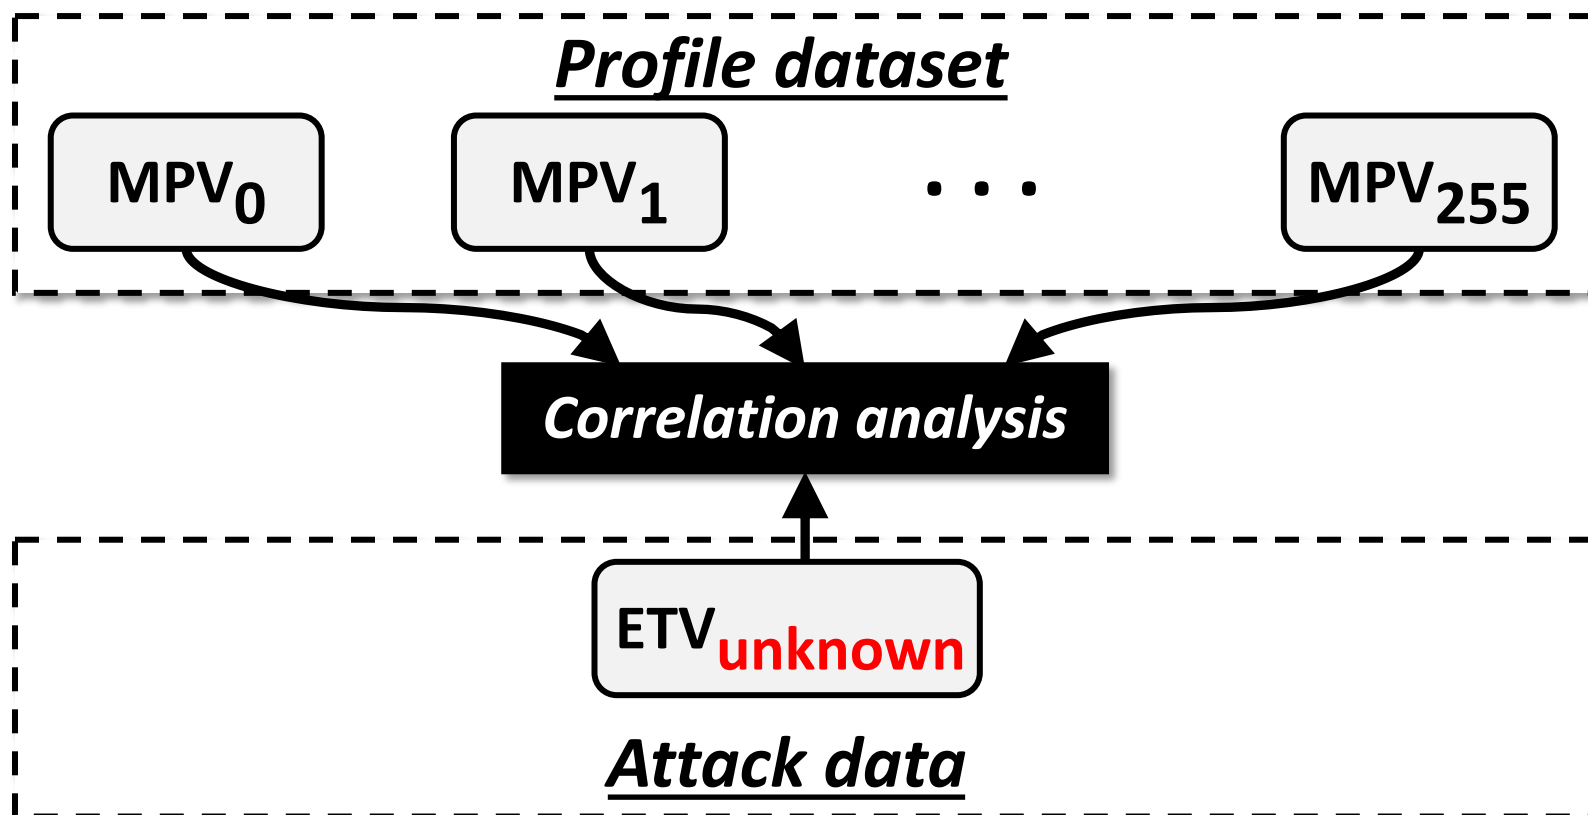 Profile dataset
MPV0 MPV1 . . . MPV255
Correlation analysis
ETVunknown
Attack data